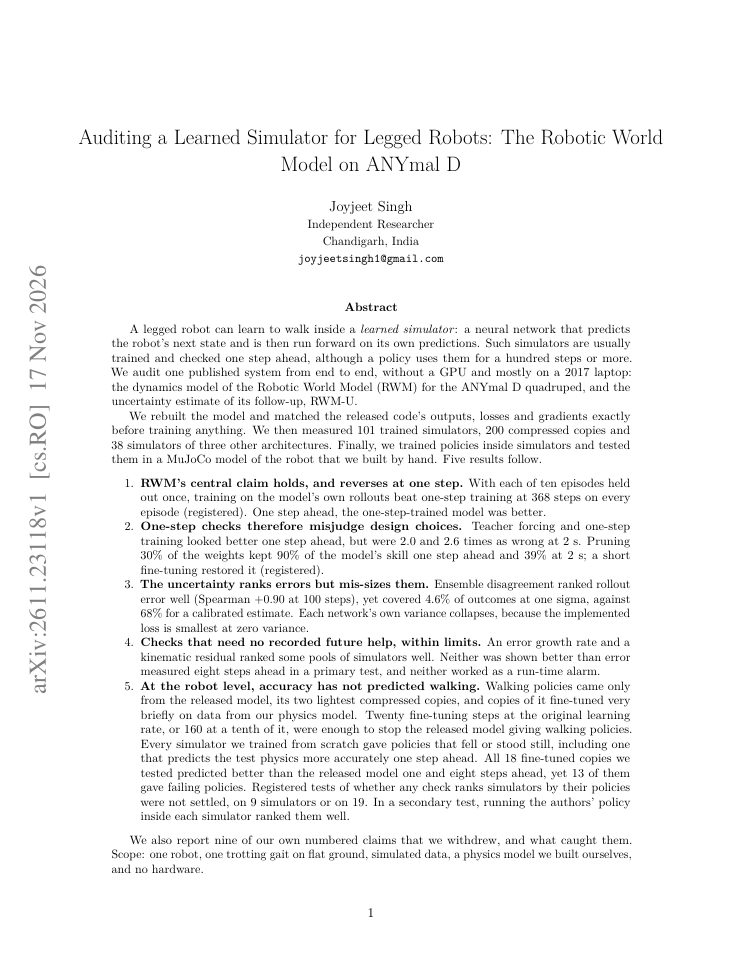 Auditing a Learned Simulator for Legged Robots: The Robotic World
Model on ANYmal D
Joyjeet Singh
Independent Researcher
Chandigarh, India
joyjeetsingh1@gmail.com
Abstract
A legged robot can learn to walk inside a learned simulator: a neural network that predicts
the robot's next state and is then run forward on its own predictions. Such simulators are usually
trained and checked one step ahead, although a policy uses them for a hundred steps or more.
We audit one published system from end to end, without a GPU and mostly on a 2017 laptop:
the dynamics model of the Robotic World Model (RWM) for the ANYmal D quadruped, and the
uncertainty estimate of its follow-up, RWM-U.
We rebuilt the model and matched the released code's outputs, losses and gradients exactly
before training anything. We then measured 101 trained simulators, 200 compressed copies and
38 simulators of three other architectures. Finally, we trained policies inside simulators and tested
them in a MuJoCo model of the robot that we built by hand. Five results follow.
1. RWM's central claim holds, and reverses at one step. With each of ten episodes held
out once, training on the model's own rollouts beat one-step training at 368 steps on every
episode (registered). One step ahead, the one-step-trained model was better.
2. One-step checks therefore misjudge design choices. Teacher forcing and one-step
training looked better one step ahead, but were 2.0 and 2.6 times as wrong at 2 s. Pruning
30% of the weights kept 90% of the model's skill one step ahead and 39% at 2 s; a short
fine-tuning restored it (registered).
3. The uncertainty ranks errors but mis-sizes them. Ensemble disagreement ranked rollout
error well (Spearman +0.90 at 100 steps), yet covered 4.6% of outcomes at one sigma, against
68% for a calibrated estimate. Each network's own variance collapses, because the implemented
loss is smallest at zero variance.
4. Checks that need no recorded future help, within limits. An error growth rate and a
kinematic residual ranked some pools of simulators well. Neither was shown better than error
measured eight steps ahead in a primary test, and neither worked as a run-time alarm.
5. At the robot level, accuracy has not predicted walking. Walking policies came only
from the released model, its two lightest compressed copies, and copies of it fine-tuned very
briefly on data from our physics model. Twenty fine-tuning steps at the original learning
rate, or 160 at a tenth of it, were enough to stop the released model giving walking policies.
Every simulator we trained from scratch gave policies that fell or stood still, including one
that predicts the test physics more accurately one step ahead. All 18 fine-tuned copies we
tested predicted better than the released model one and eight steps ahead, yet 13 of them
gave failing policies. Registered tests of whether any check ranks simulators by their policies
were not settled, on 9 simulators or on 19. In a secondary test, running the authors' policy
inside each simulator ranked them well.
We also report nine of our own numbered claims that we withdrew, and what caught them.
Scope: one robot, one trotting gait on flat ground, simulated data, a physics model we built ourselves,
and no hardware.
1
arXiv:2611.23118v1 [cs.RO] 17 Nov 2026